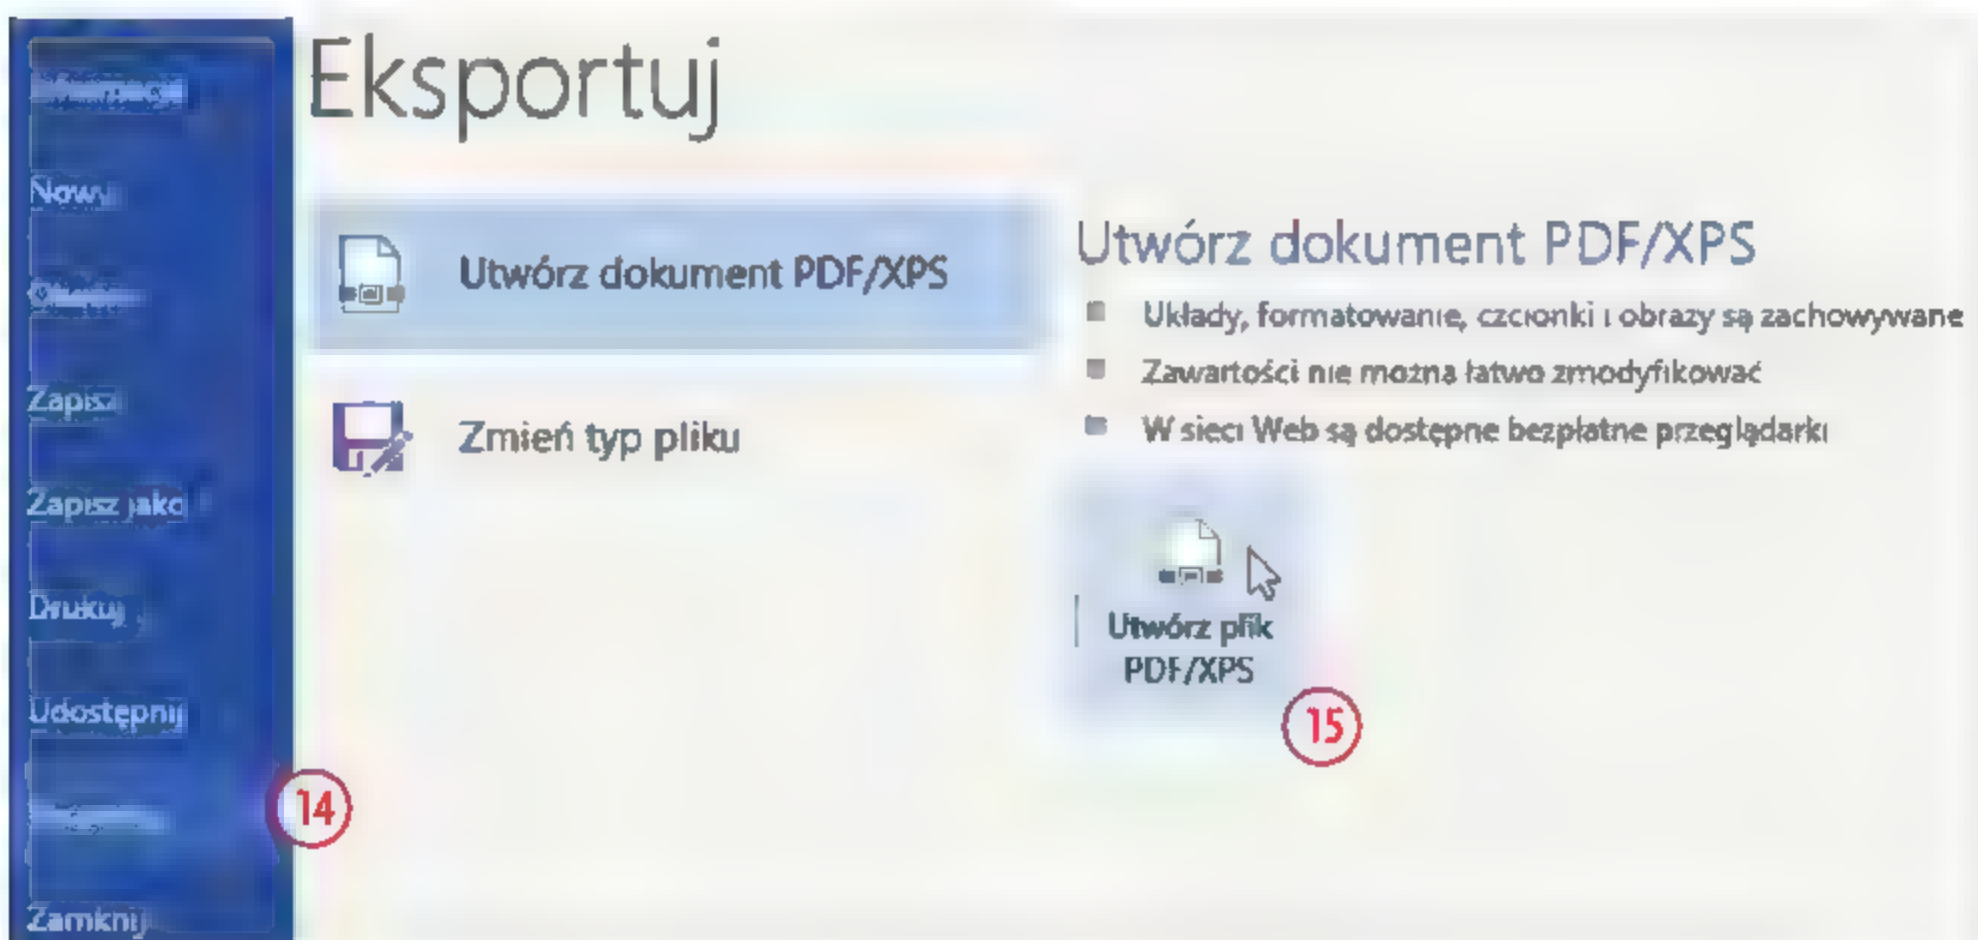 Eksportuj
Nowy
Zapisz
Zapisz jako
Drukuj
Udostępnij
14
Zamknij
Utwórz dokument PDF/XPS
Zmień typ pliku
Utwórz dokument PDF/XPS
Układy, formatowanie, czcionki i obrazy są zachowywane
Zawartości nie można łatwo zmodyfikować
W sieci Web są dostępne bezpłatne przeglądarki
Utwórz plik
PDF/XPS
15